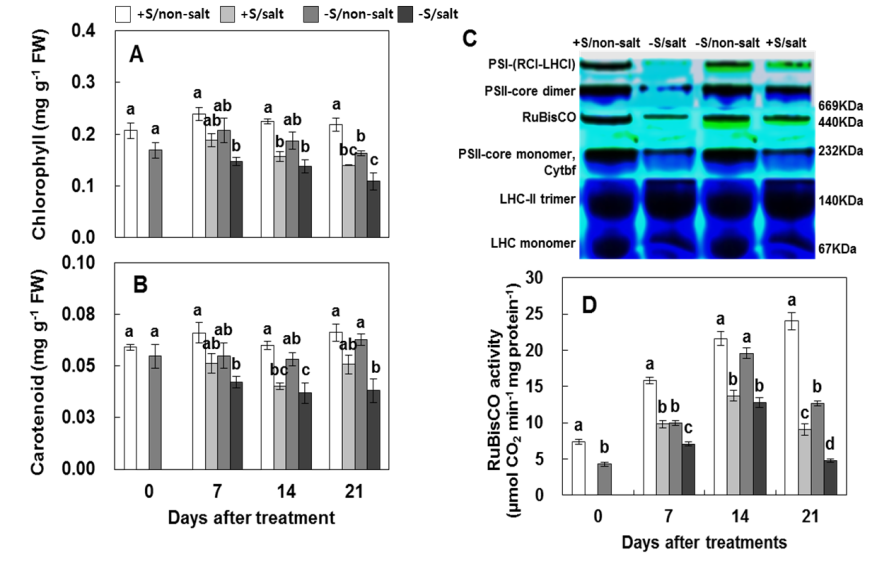 +S/non-salt +S/salt -S/non-salt -S/salt
A
Chlorophyll (mg g-1 FW)
0.4
0.3
0.2
0.1
0.0
a a a ab ab b a b ab b a bc b c
B
Carotenoid (mg g-1 FW)
0.10
0.08
0.05
0.03
0.00
a a a ab ab b a bc ab c a ab a b
0 7 14 21
Days after treatment
C
+S/non-salt -S/salt -S/non-salt +S/salt
PSI-(RCI-LHCI)
PSII-core dimer
RuBisCO
PSII-core monomer,
Cytbf
LHC-II trimer
LHC monomer
669KDa
440KDa
232KDa
140KDa
67KDa
D
RuBisCO activity
(μmol CO2 min-1 mg protein-1)
30
25
20
15
10
5
0
a b a b b c a b a b a c b d
0 7 14 21
Days after treatments